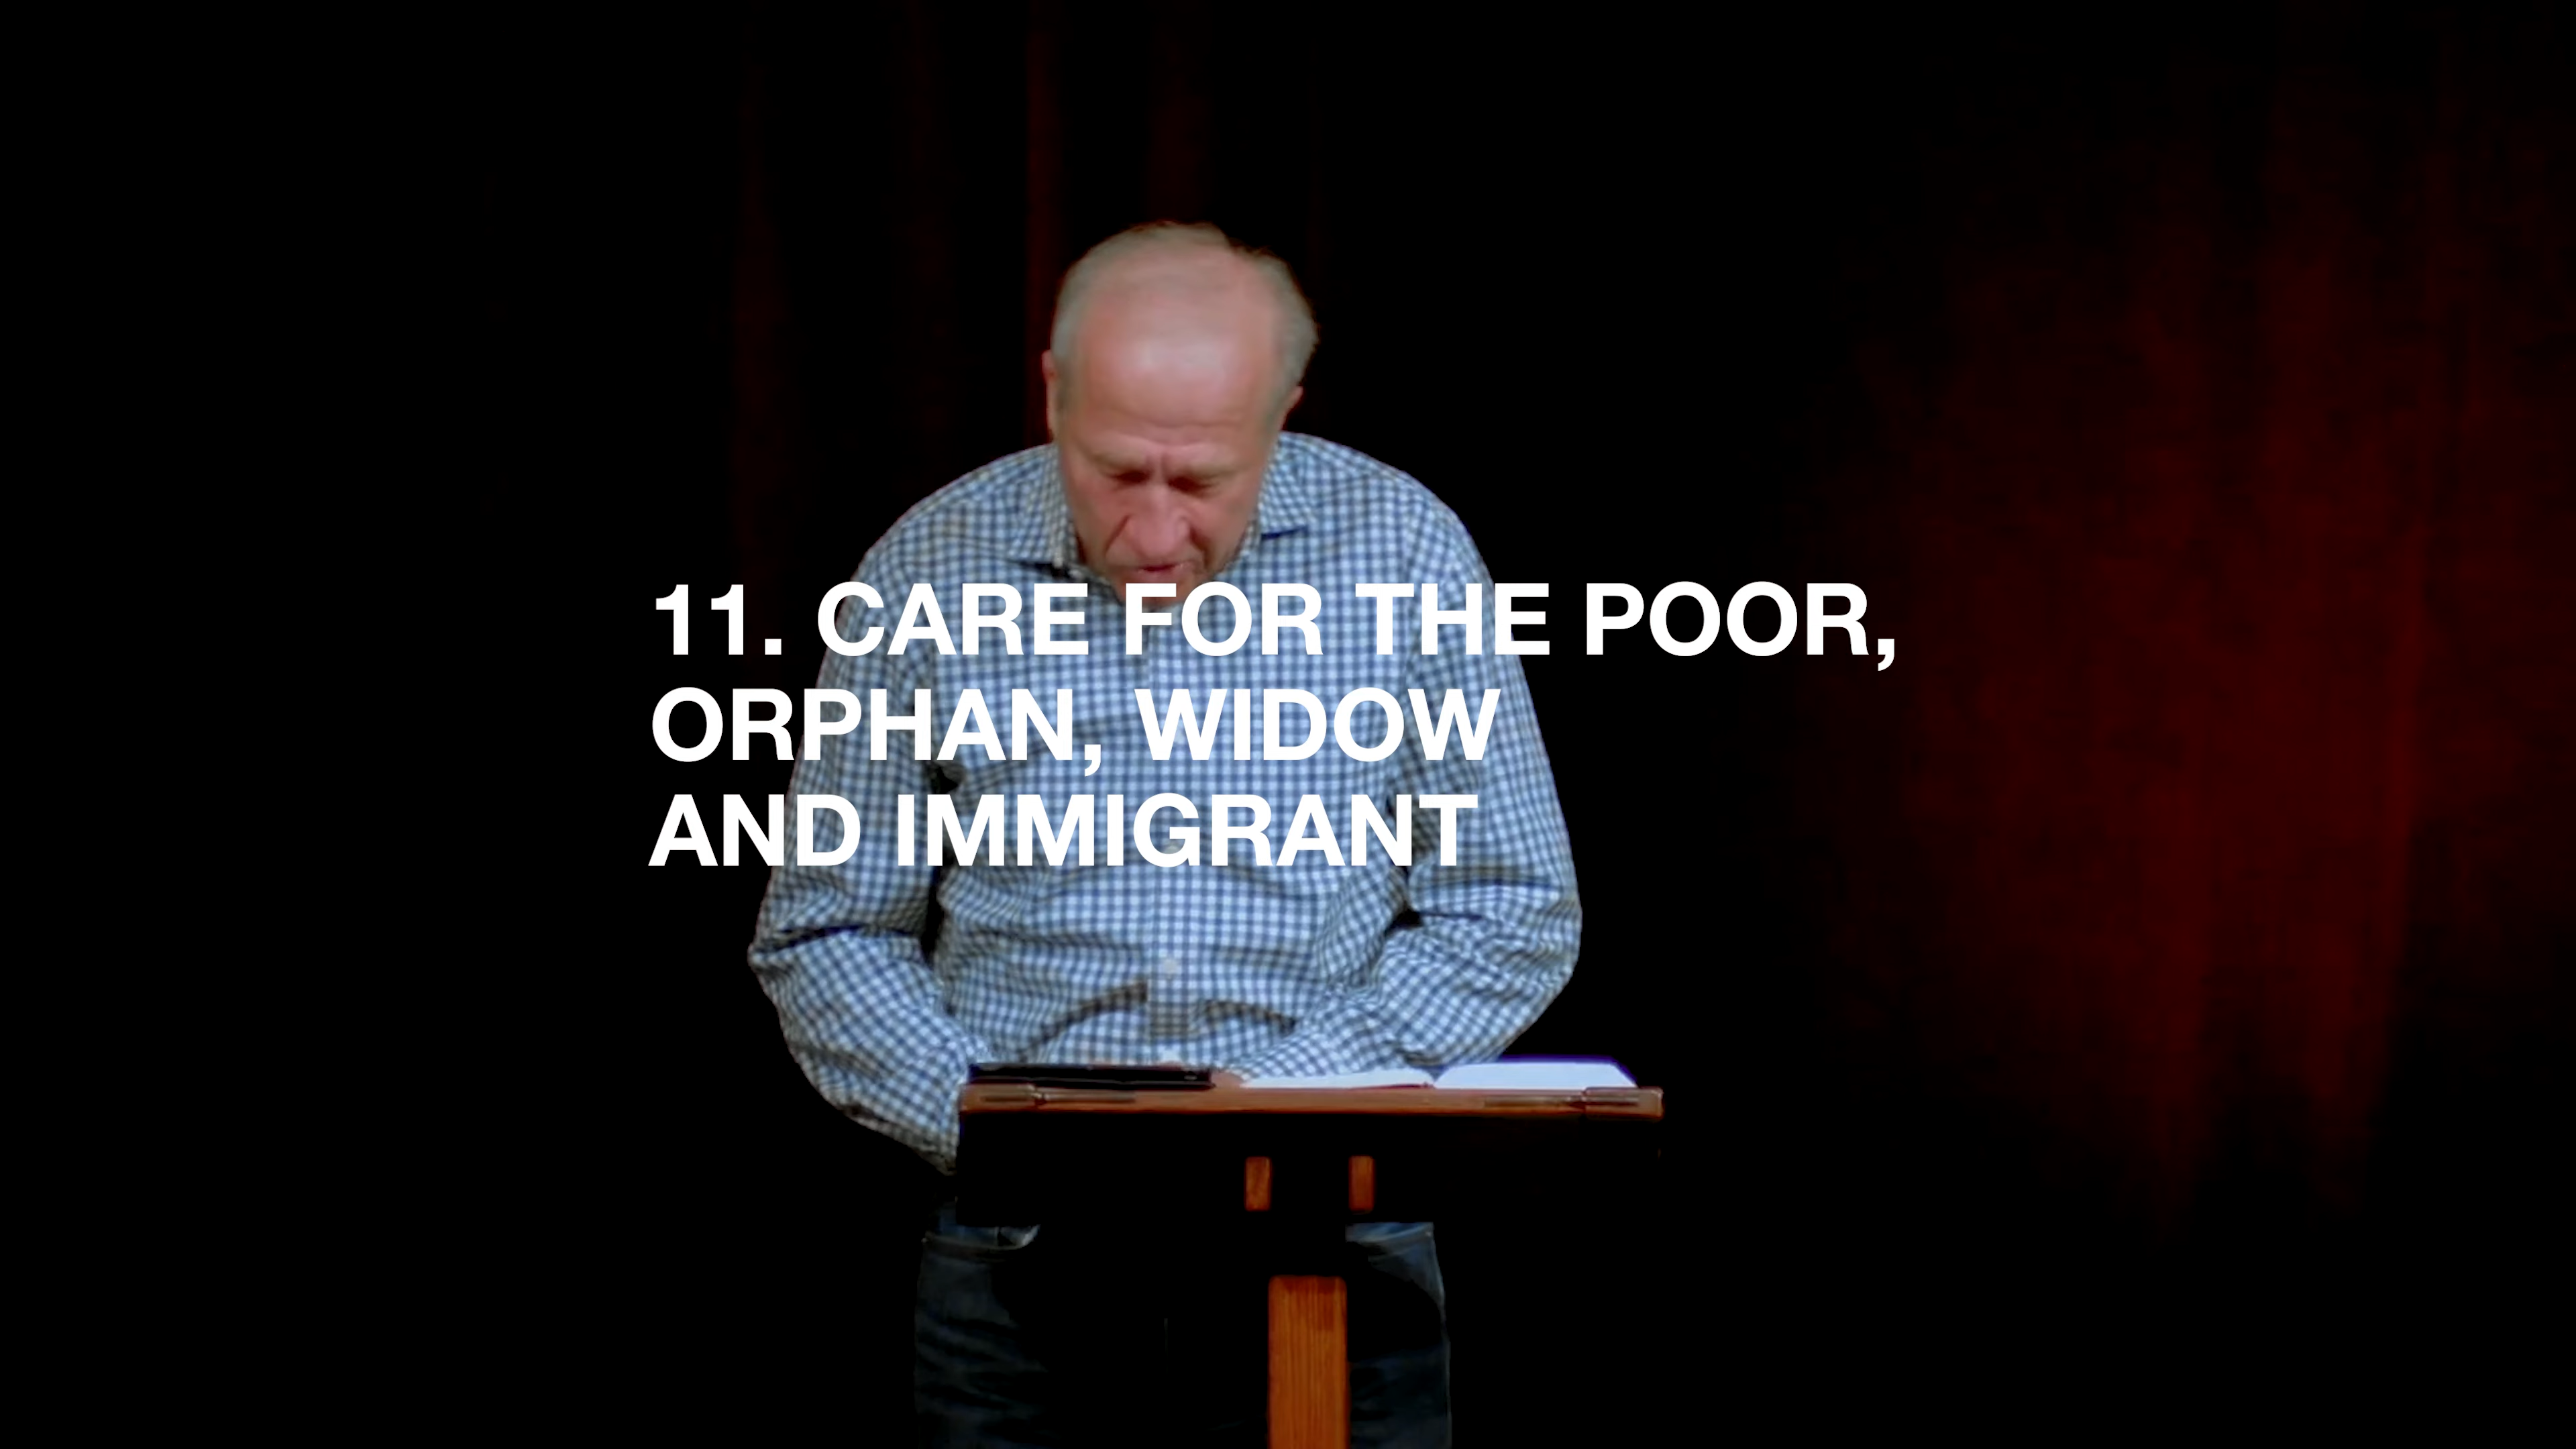 11. CARE FOR THE POOR,
ORPHAN, WIDOW
AND IMMIGRANT